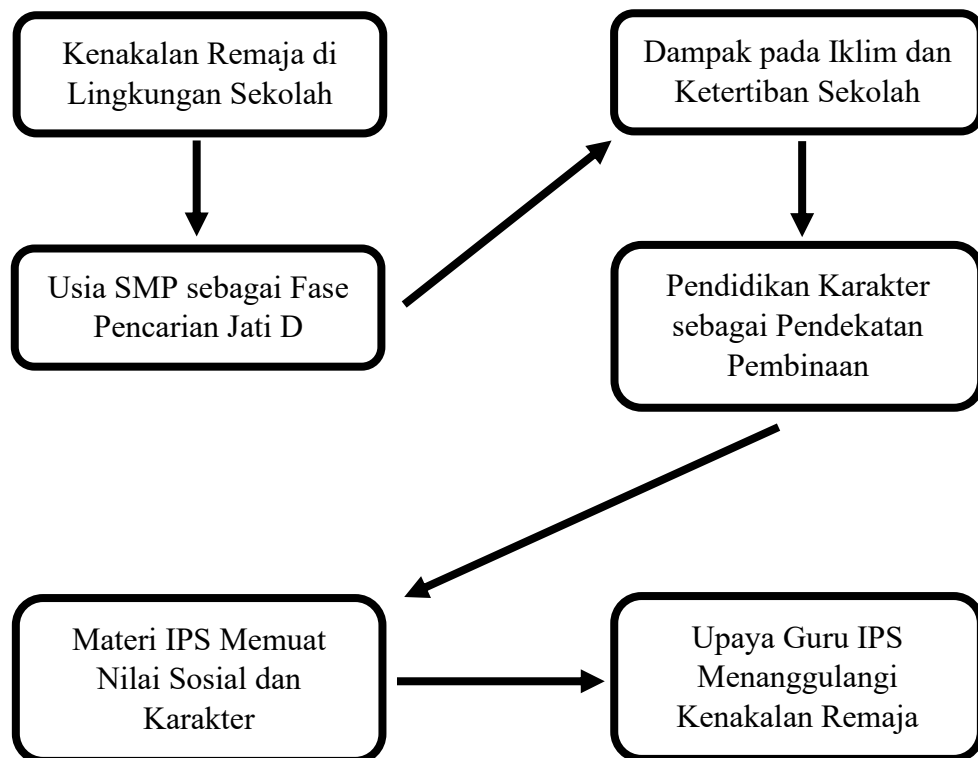 Kenakalan Remaja di
Lingkungan Sekolah
Usia SMP sebagai Fase
Pencarian Jati D
Dampak pada Iklim dan
Ketertiban Sekolah
Pendidikan Karakter
sebagai Pendekatan
Pembinaan
Materi IPS Memuat
Nilai Sosial dan
Karakter
Upaya Guru IPS
Menanggulangi
Kenakalan Remaja